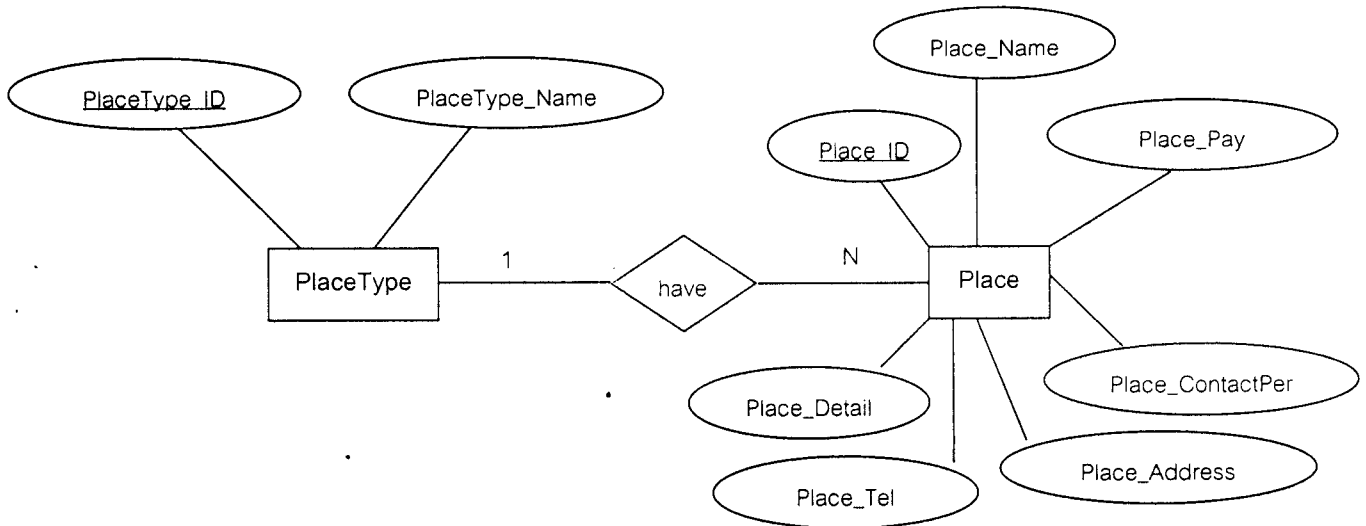 Place_Name
PlaceType_ID
PlaceType_Name
Place_ID
Place_Pay
PlaceType
1
have
N
Place
Place_Detail
Place_ContactPer
Place_Tel
Place_Address